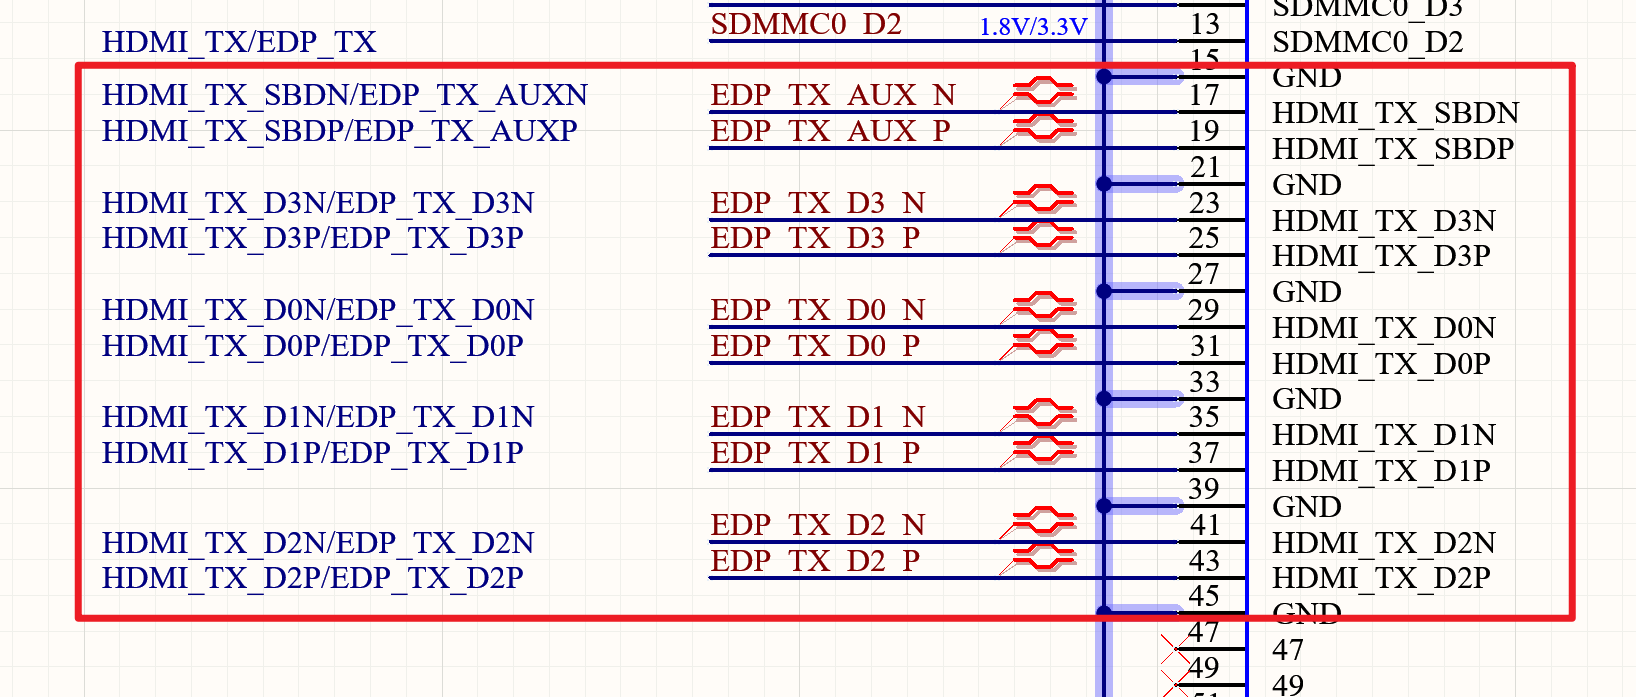 SDMMC0_D3
SDMMC0_D2 1.8V/3.3V 13
HDMI_TX/EDP_TX SDMMC0_D2
15 GND
HDMI_TX_SBDN/EDP_TX_AUXN EDP_TX_AUX_N 17 HDMI_TX_SBDN
HDMI_TX_SBDP/EDP_TX_AUXP EDP_TX_AUX_P 19 HDMI_TX_SBDP
21 GND
HDMI_TX_D3N/EDP_TX_D3N EDP_TX_D3_N 23 HDMI_TX_D3N
HDMI_TX_D3P/EDP_TX_D3P EDP_TX_D3_P 25 HDMI_TX_D3P
27 GND
HDMI_TX_D0N/EDP_TX_D0N EDP_TX_D0_N 29 HDMI_TX_D0N
HDMI_TX_D0P/EDP_TX_D0P EDP_TX_D0_P 31 HDMI_TX_D0P
33 GND
HDMI_TX_D1N/EDP_TX_D1N EDP_TX_D1_N 35 HDMI_TX_D1N
HDMI_TX_D1P/EDP_TX_D1P EDP_TX_D1_P 37 HDMI_TX_D1P
39 GND
HDMI_TX_D2N/EDP_TX_D2N EDP_TX_D2_N 41 HDMI_TX_D2N
HDMI_TX_D2P/EDP_TX_D2P EDP_TX_D2_P 43 HDMI_TX_D2P
45 GND
47 47
49 49